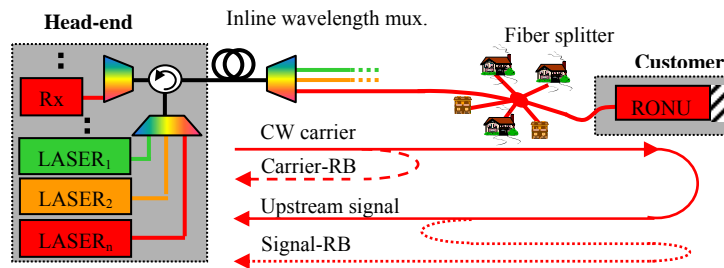 Head-end
Inline wavelength mux.
Fiber splitter
Customer
Rx
RONU
LASER1
LASER2
LASERn
CW carrier
Carrier-RB
Upstream signal
Signal-RB